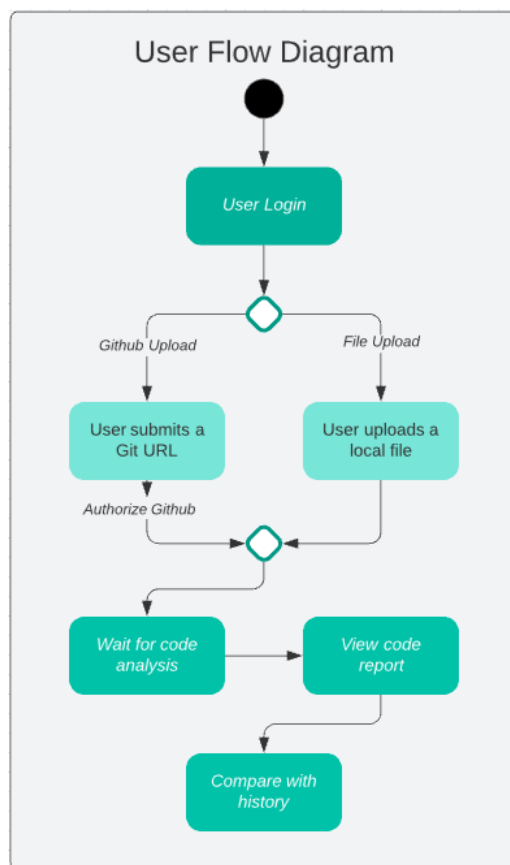 User Flow Diagram
User Login
Github Upload
File Upload
User submits a
Git URL
User uploads a
local file
Authorize Github
Wait for code
analysis
View code
report
Compare with
history